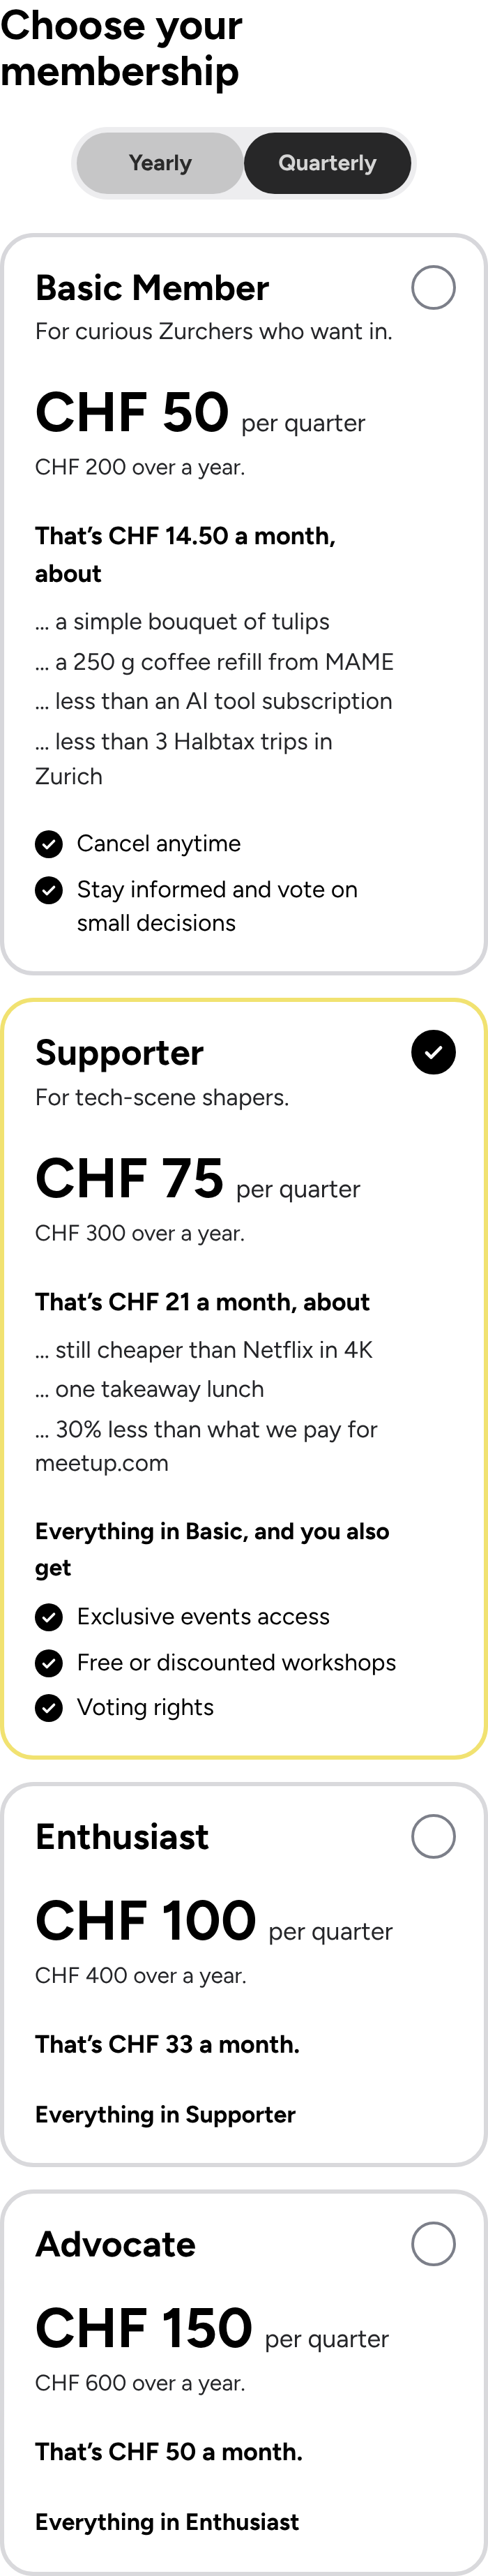 Choose your
membership
Yearly
Quarterly
Basic Member
For curious Zurchers who want in.
CHF 50 per quarter
CHF 200 over a year.
That’s CHF 14.50 a month,
about
... a simple bouquet of tulips
... a 250 g coffee refill from MAME
... less than an AI tool subscription
... less than 3 Halbtax trips in
Zurich
Cancel anytime
Stay informed and vote on
small decisions
Supporter
For tech-scene shapers.
CHF 75 per quarter
CHF 300 over a year.
That’s CHF 21 a month, about
... still cheaper than Netflix in 4K
... one takeaway lunch
... 30% less than what we pay for
meetup.com
Everything in Basic, and you also
get
Exclusive events access
Free or discounted workshops
Voting rights
Enthusiast
CHF 100 per quarter
CHF 400 over a year.
That’s CHF 33 a month.
Everything in Supporter
Advocate
CHF 150 per quarter
CHF 600 over a year.
That’s CHF 50 a month.
Everything in Enthusiast